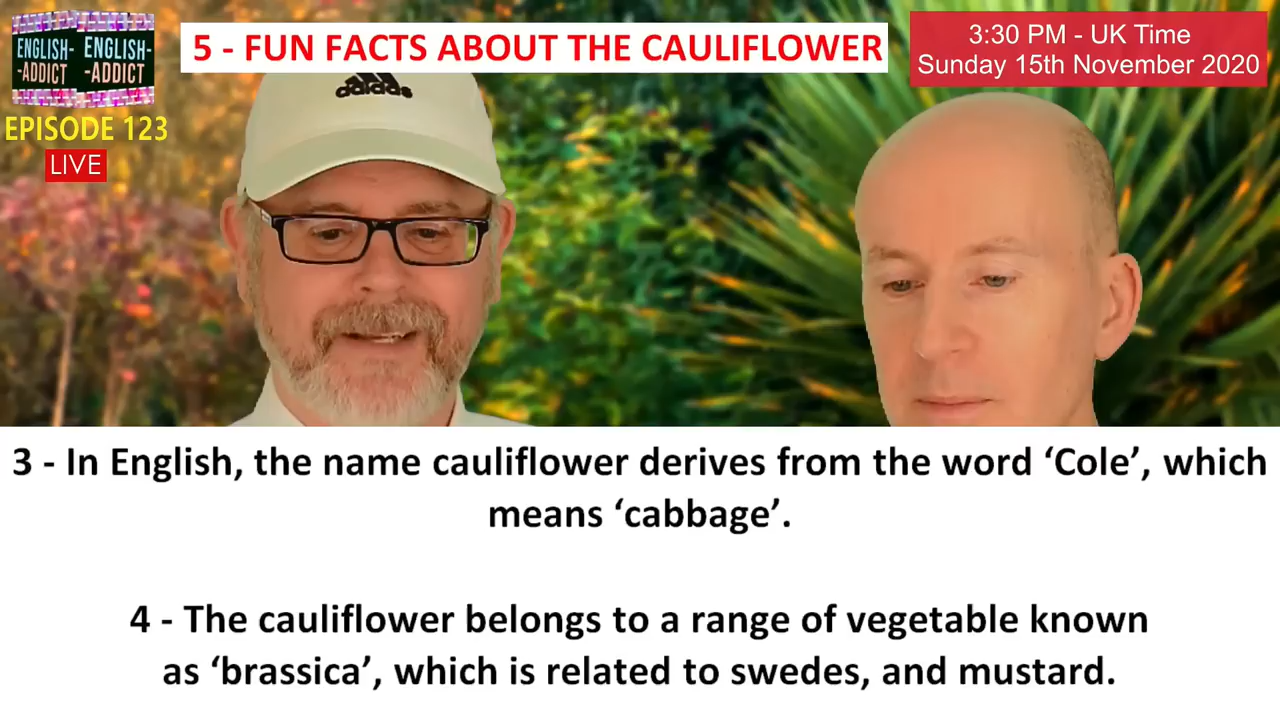 ENGLISH-
-ADDICT
ENGLISH-
-ADDICT
EPISODE 123
LIVE
5 - FUN FACTS ABOUT THE CAULIFLOWER
3:30 PM - UK Time
Sunday 15th November 2020
adidas
3 - In English, the name cauliflower derives from the word ‘Cole’, which
means ‘cabbage’.
4 - The cauliflower belongs to a range of vegetable known
as ‘brassica’, which is related to swedes, and mustard.